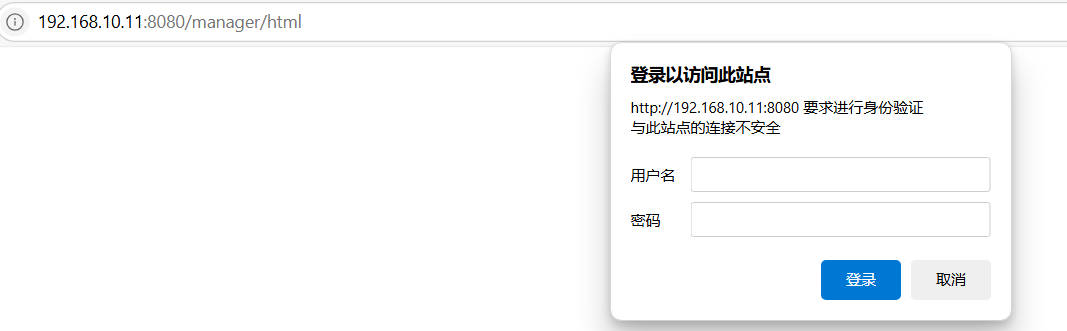 192.168.10.11:8080/manager/html
登录以访问此站点
http://192.168.10.11:8080 要求进行身份验证
与此站点的连接不安全
用户名
密码
登录 取消